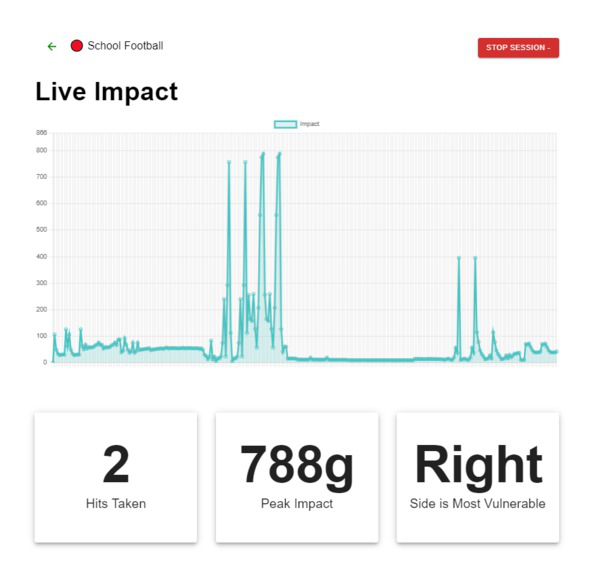 School Football
STOP SESSION -
Live Impact
Impact
866
800
700
600
500
400
300
200
100
0
2
Hits Taken
788g
Peak Impact
Right
Side is Most Vulnerable